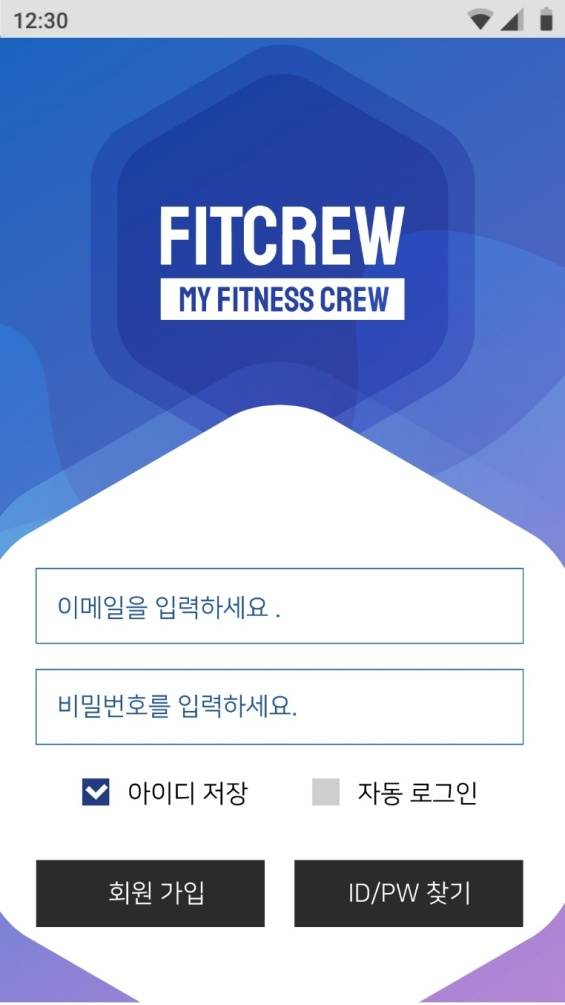 12:30
FITCREW
MY FITNESS CREW
이메일을 입력하세요 .
비밀번호를 입력하세요.
아이디 저장
자동 로그인
회원 가입
ID/PW 찾기